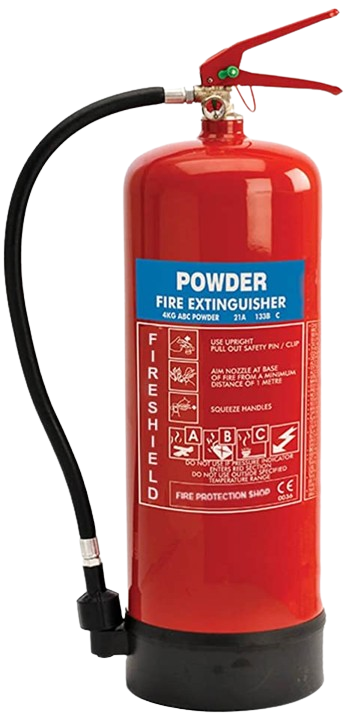 POWDER
FIRE EXTINGUISHER
4KG ABC POWDER 21A 133B C
FIRESHIELD
USE UPRIGHT
PULL OUT SAFETY PIN / CLIP
AIM NOZZLE AT BASE
OF FIRE FROM A MINIMUM
DISTANCE OF 1 METRE
SQUEEZE HANDLES
A B C
DO NOT USE IF PRESSURE INDICATOR
ENTERS RED SECTION
DO NOT USE OUTSIDE SPECIFIED
TEMPERATURE RANGE
FIRE PROTECTION SHOP
CE
0036